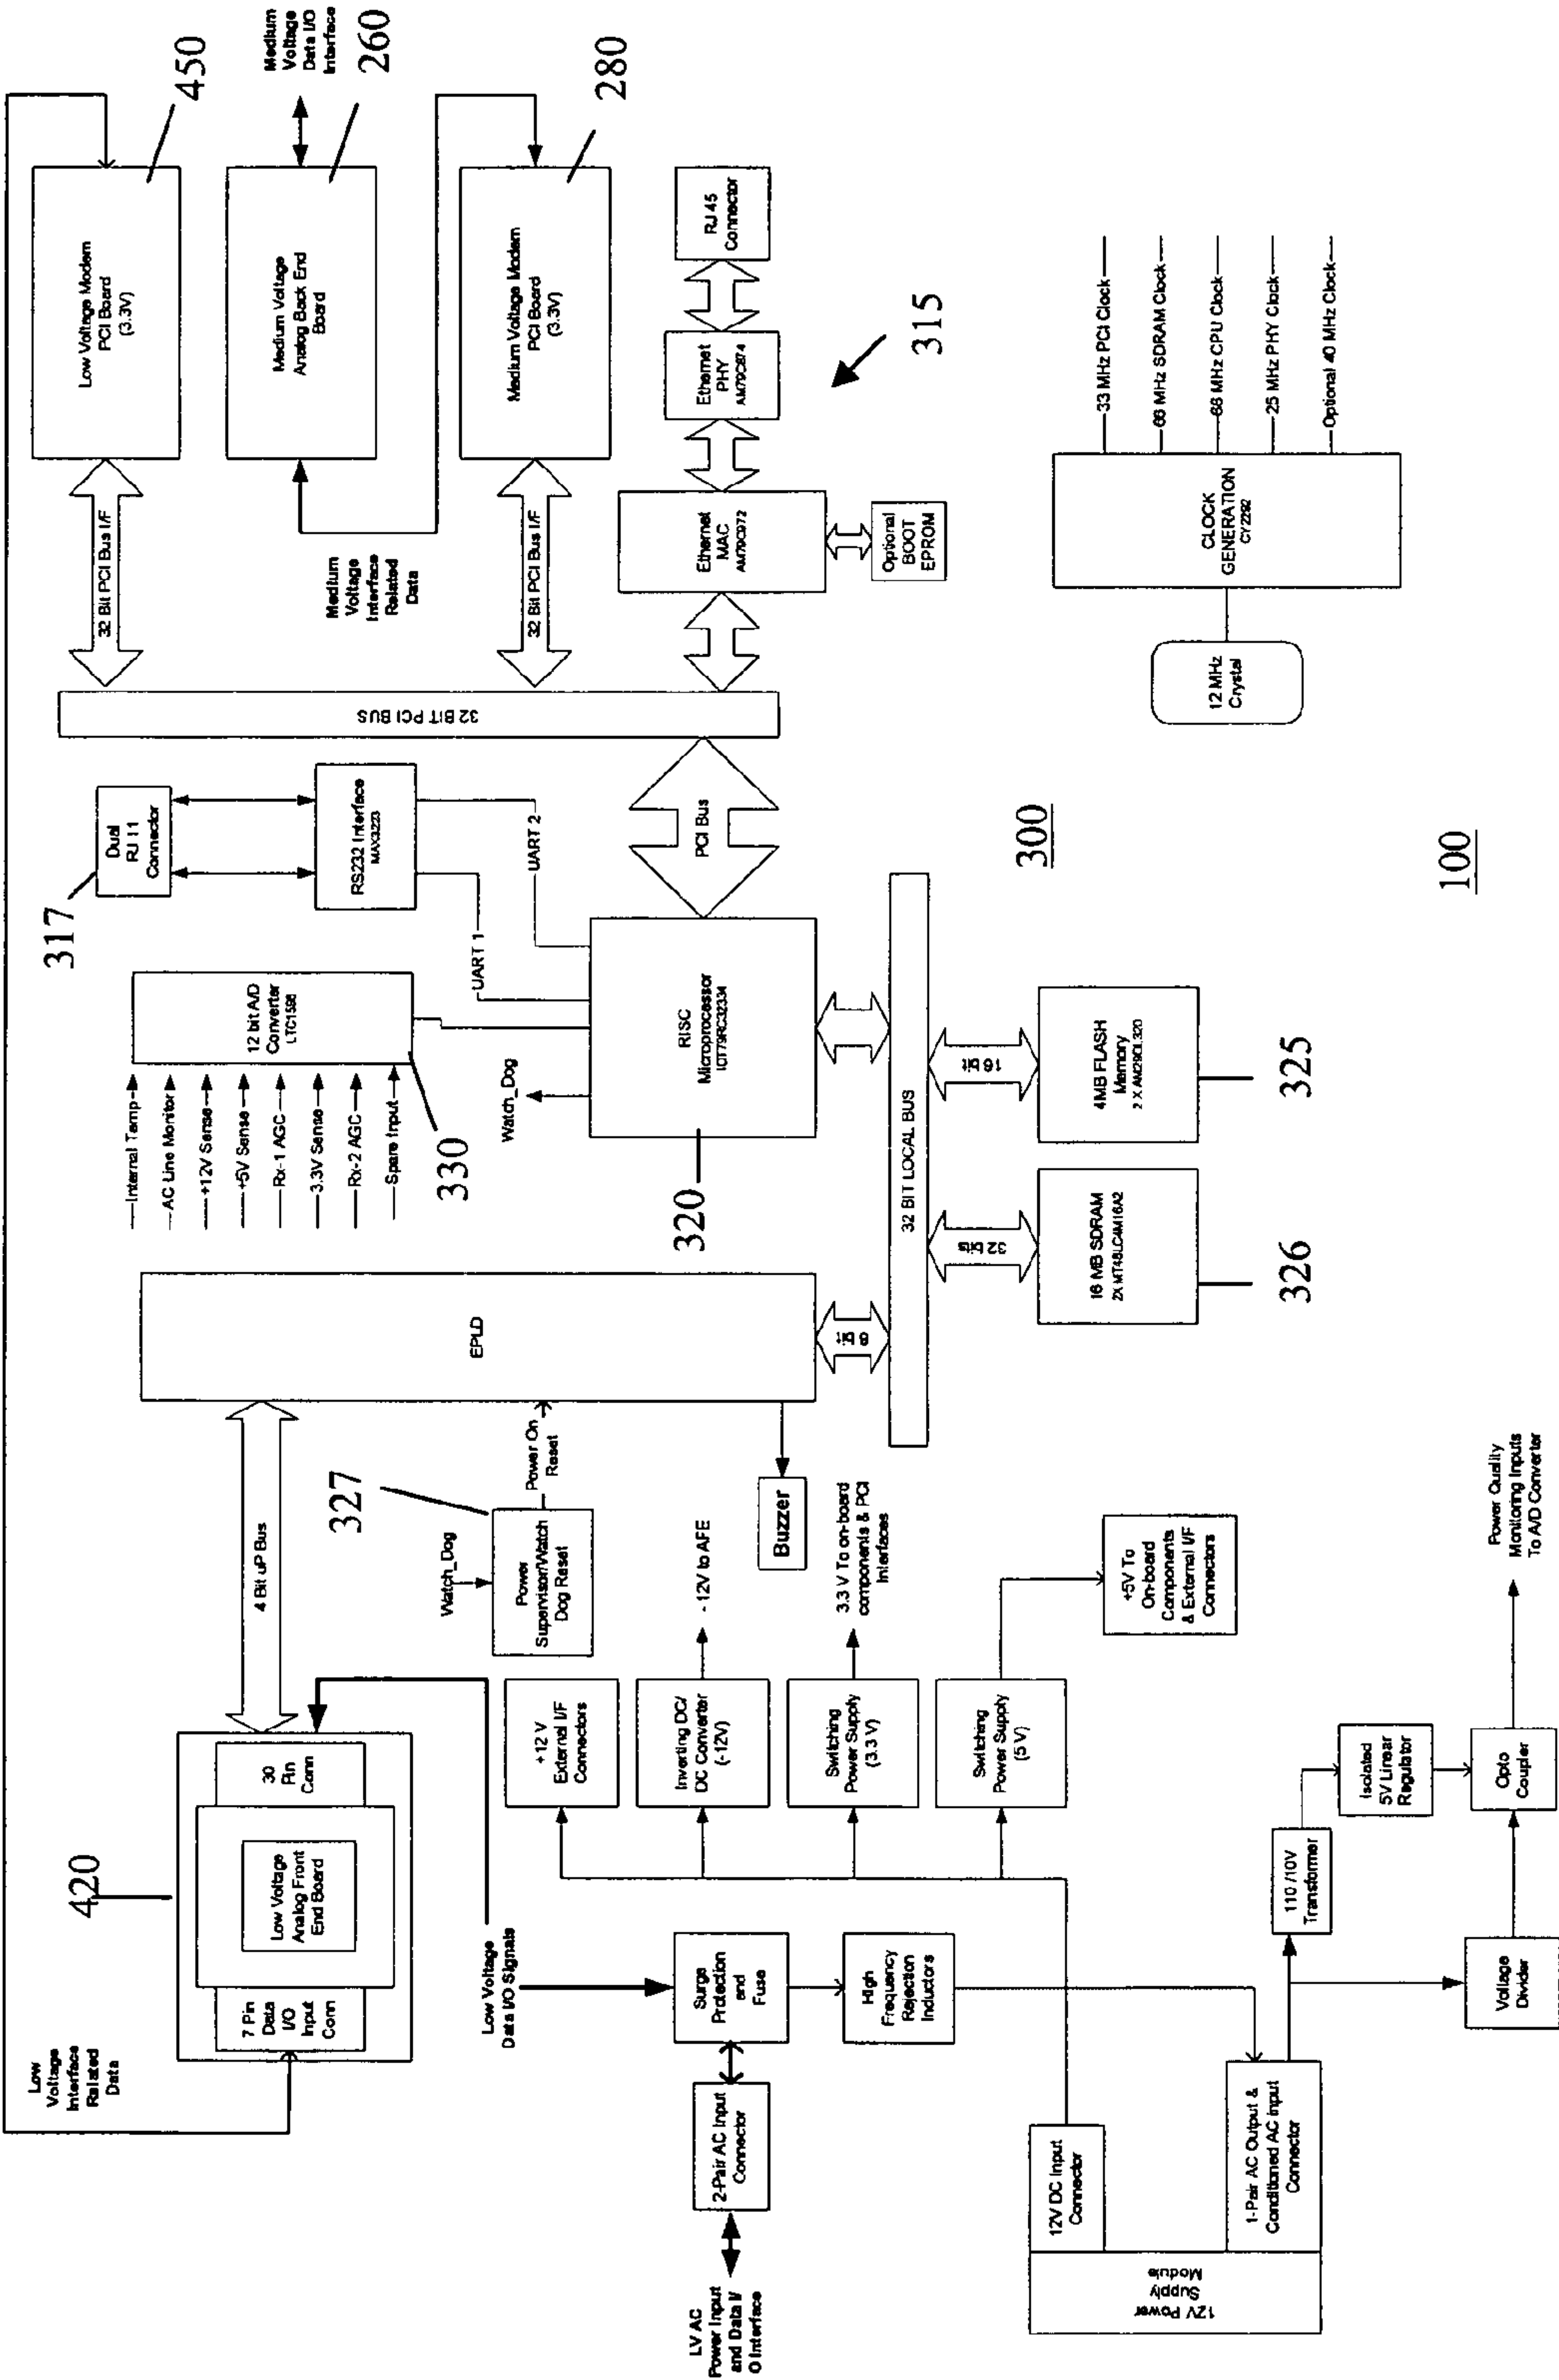 Low
Voltage
Interface
Related
Data
420
7 Pin
Data
I/O
Input
Conn
Low Voltage
Analog Front
End Board
30
Pin
Conn
4 Bit uP Bus
EPLD
Internal Temp
AC Line Monitor
+12V Sense
+5V Sense
Rx-1 AGC
3.3V Sense
Rx-2 AGC
Spare Input
330
12 bit A/D
Converter
LTC1598
317
Dual
RJ 11
Connector
RS232 Interface
MAX3223
UART 1
UART 2
32 BIT PCI BUS
32 Bit PCI Bus I/F
Low Voltage Modem
PCI Board
(3.3V)
450
Medium
Voltage
Data I/O
Interface
Medium Voltage
Analog Back End
Board
260
Medium
Voltage
Interface
Related
Data
32 Bit PCI Bus I/F
Medium Voltage Modem
PCI Board
(3.3V)
280
327
Watch_Dog
Power
Supervisor/Watch
Dog Reset
Power On
Reset
Watch_Dog
320
RISC
Microprocessor
PCI Bus
Ethernet
MAC
AM79C972
Ethernet
PHY
AM79C874
RJ 45
Connector
315
Optional
BOOT
EPROM
Low Voltage
Data I/O Signals
+12 V
External I/F
Connectors
Inverting DC/
DC Converter
(-12V)
- 12V to AFE
Buzzer
LV AC
Power Input
and Data I/
O Interface
2-Pair AC Input
Connector
Surge
Protection
and
Fuse
High
Frequency
Rejection
Inductors
Switching
Power Supply
(3.3 V)
3.3 V To on-board
components & PCI
Interfaces
Switching
Power Supply
(5 V)
+5V To
On-board
Components
& External I/F
Connectors
32 BIT LOCAL BUS
16 Bit
16 MB SDRAM
2X MT48LC4M16A2
326
4MB FLASH
Memory
325
300
12V Power
Supply
Module
12V DC Input
Connector
1-Pair AC Output &
Conditioned AC input
Connector
110 /10V
Transformer
Isolated
5V Linear
Regulator
Voltage
Divider
Opto
Coupler
Power Quality
Monitoring Inputs
To A/D Converter
12 MHz
Crystal
CLOCK
GENERATION
CY2292
33 MHz PCI Clock
66 MHz SDRAM Clock
66 MHz CPU Clock
25 MHz PHY Clock
Optional 40 MHz Clock
100